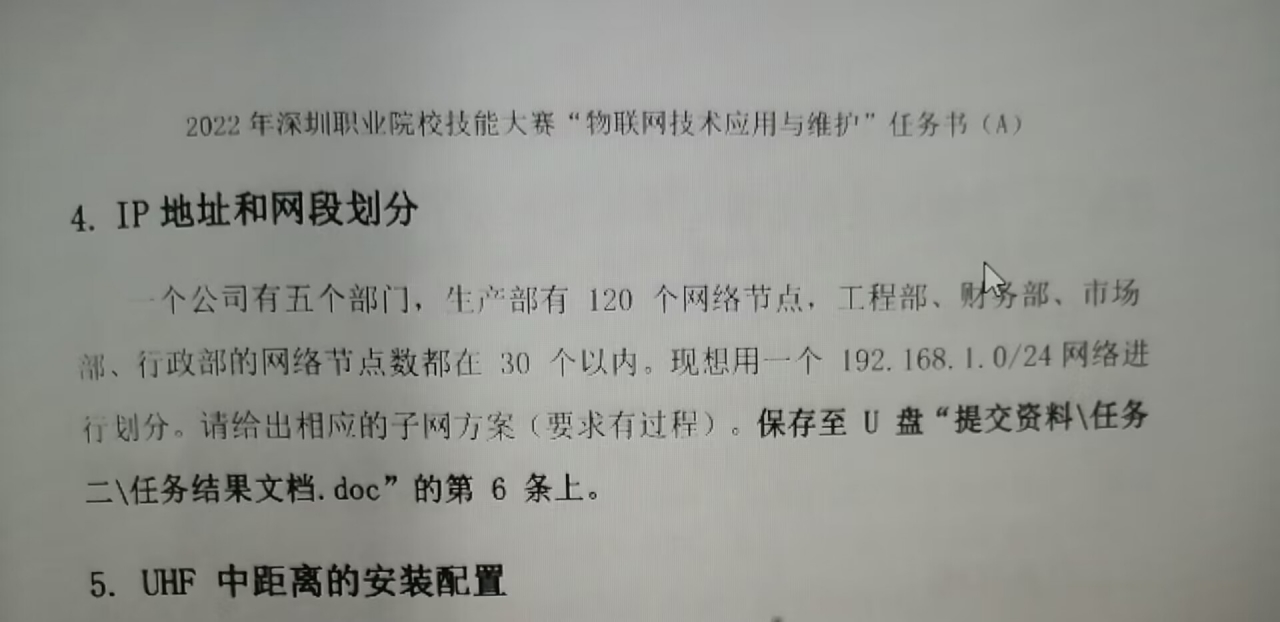 2022 年深圳职业院校技能大赛“物联网技术应用与维护”任务书（A）
4. IP 地址和网段划分
一个公司有五个部门，生产部有 120 个网络节点，工程部、财务部、市场
部、行政部的网络节点数都在 30 个以内。现想用一个 192.168.1.0/24 网络进
行划分。请给出相应的子网方案（要求有过程）。保存至 U 盘“提交资料\任务
二\任务结果文档.doc”的第 6 条上。
5. UHF 中距离的安装配置